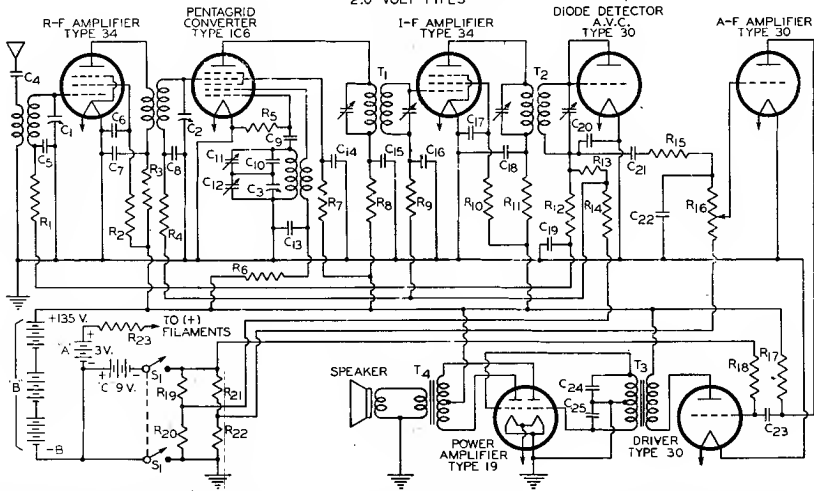 2.0 VOLT TYPES
R-F AMPLIFIER
TYPE 34
PENTAGRID
CONVERTER
TYPE 1C6
I-F AMPLIFIER
TYPE 34
DIODE DETECTOR
A.V.C.
TYPE 30
A-F AMPLIFIER
TYPE 30
C4
C1
C5
C6
C7
R1
R2
R3
C8
R4
C2
R5
C9
C11
C10
C12
C3
C13
R6
R7
C14
T1
C15
R8
C16
R9
C17
R10
C18
R11
T2
C20
R12
C19
R13
R14
C21
R15
C22
R16
+135 V.
"B"
-B
"A"
+
3V.
-
R23
TO (+)
FILAMENTS
+ "C" 9 V. -
S1
S1
R19
R20
R21
R22
SPEAKER
T4
POWER
AMPLIFIER
TYPE 19
C24
C25
T3
DRIVER
TYPE 30
R18
R17
C23